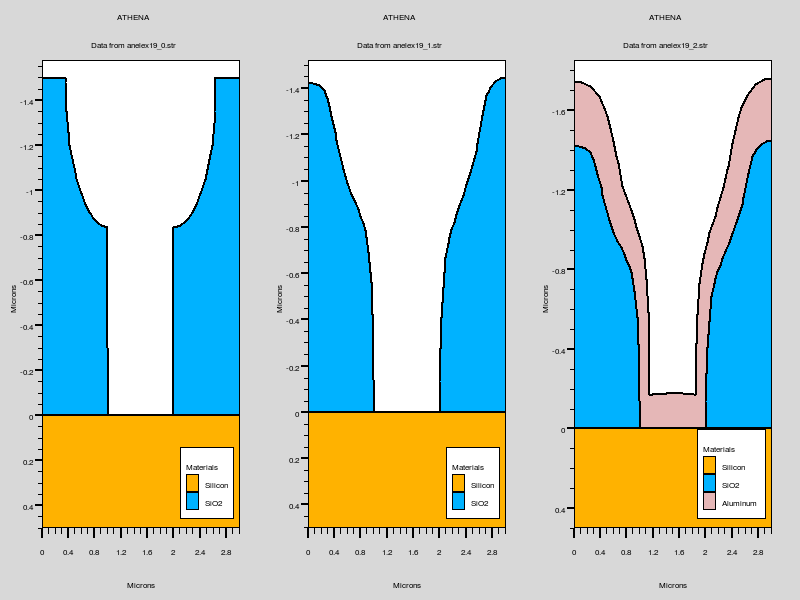 ATHENA
Data from anelex19_0.str
-1.4
-1.2
-1
-0.8
-0.6
-0.4
-0.2
0
0.2
0.4
Microns
Materials
Silicon
SiO2
0 0.4 0.8 1.2 1.6 2 2.4 2.8
Microns
ATHENA
Data from anelex19_1.str
-1.4
-1.2
-1
-0.8
-0.6
-0.4
-0.2
0
0.2
0.4
Microns
Materials
Silicon
SiO2
0 0.4 0.8 1.2 1.6 2 2.4 2.8
Microns
ATHENA
Data from anelex19_2.str
-1.6
-1.2
-0.8
-0.4
0
0.4
Microns
Materials
Silicon
SiO2
Aluminum
0 0.4 0.8 1.2 1.6 2 2.4 2.8
Microns